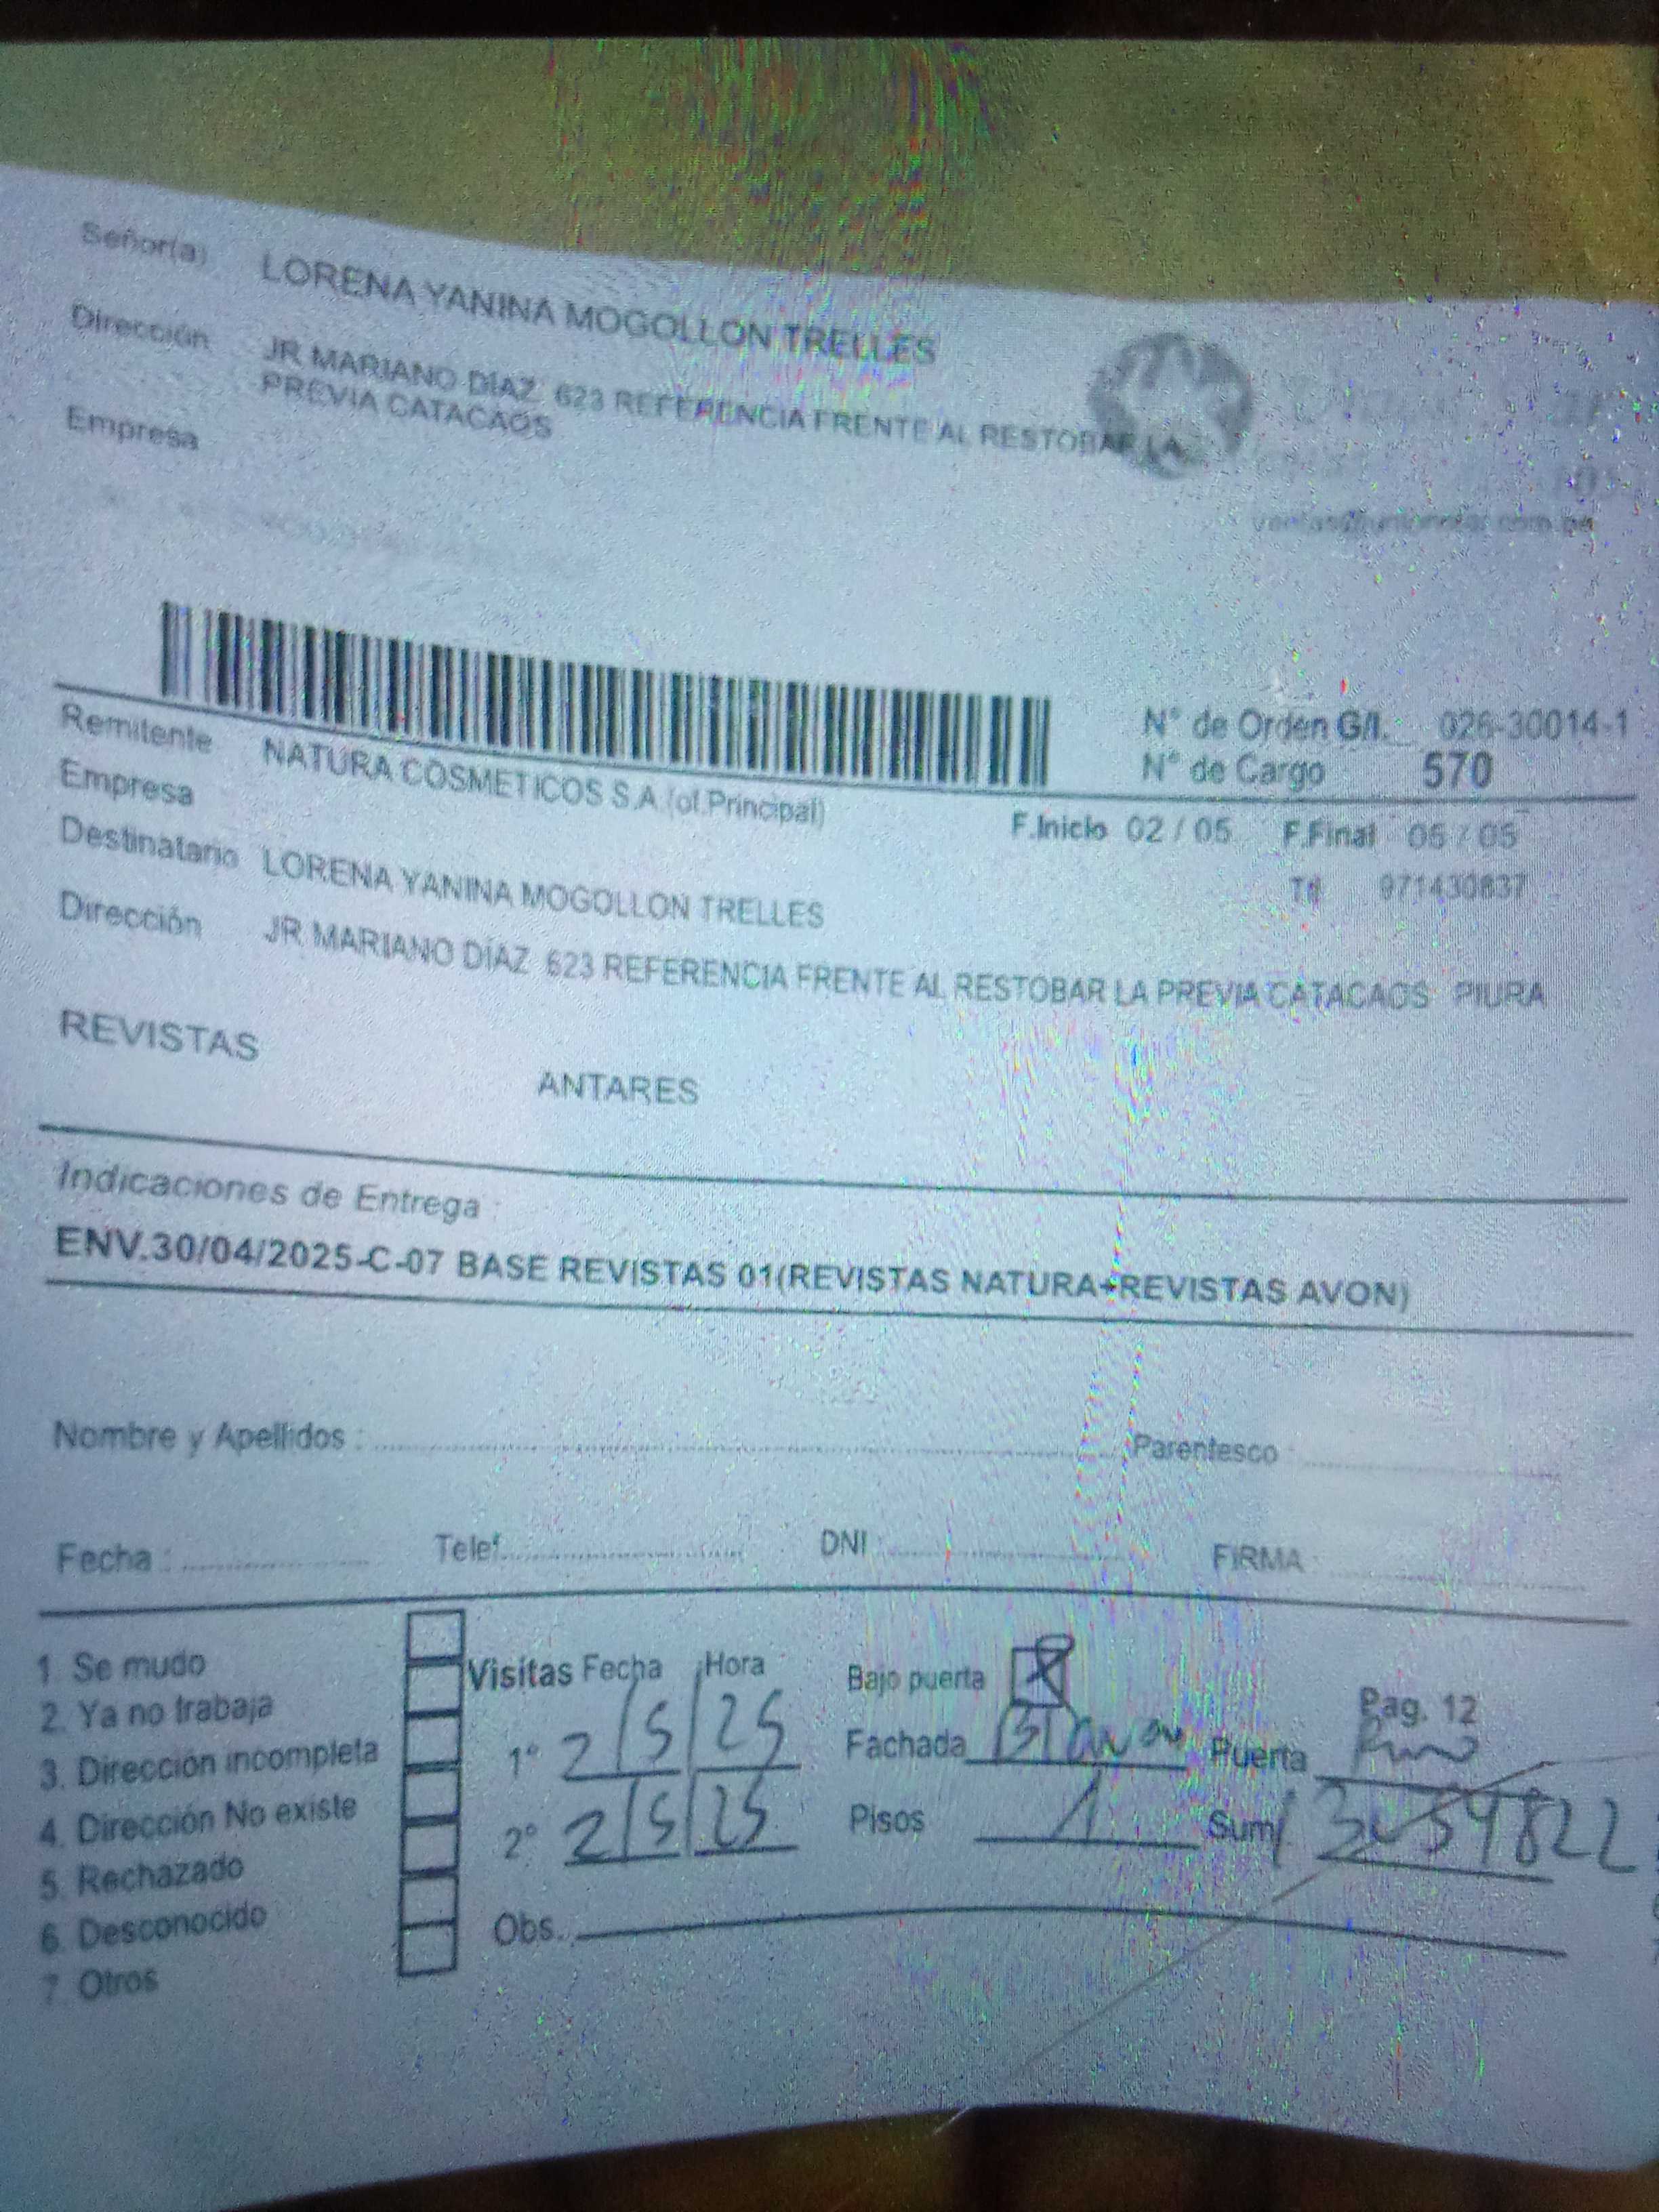 Señor(a) LORENA YANINA MOGOLLON TRELLES
Dirección JR MARIANO DÍAZ 623 REFERENCIA FRENTE AL RESTOBAR LA
PREVIA CATACAOS
Empresa
N° de Orden G/I. 026-30014-1
N° de Cargo 570
Remitente NATURA COSMETICOS S.A.(of.Principal)
Empresa F.Inicio 02 / 05 F.Final 05 / 05
Destinatario LORENA YANINA MOGOLLON TRELLES Tlf 971430837
Dirección JR MARIANO DÍAZ 623 REFERENCIA FRENTE AL RESTOBAR LA PREVIA CATACAOS PIURA
REVISTAS
ANTARES
Indicaciones de Entrega :
ENV.30/04/2025-C-07 BASE REVISTAS 01(REVISTAS NATURA+REVISTAS AVON)
Nombre y Apellidos : Parentesco
Fecha : Telef. DNI : FIRMA :
1. Se mudo
2. Ya no trabaja
3. Dirección incompleta
4. Dirección No existe
5. Rechazado
6. Desconocido
7. Otros
Visitas Fecha Hora
1° 2/5/25
2° 2/5/25
Obs.
Bajo puerta X Pag. 12
Fachada Puerta
Pisos 1 Sum